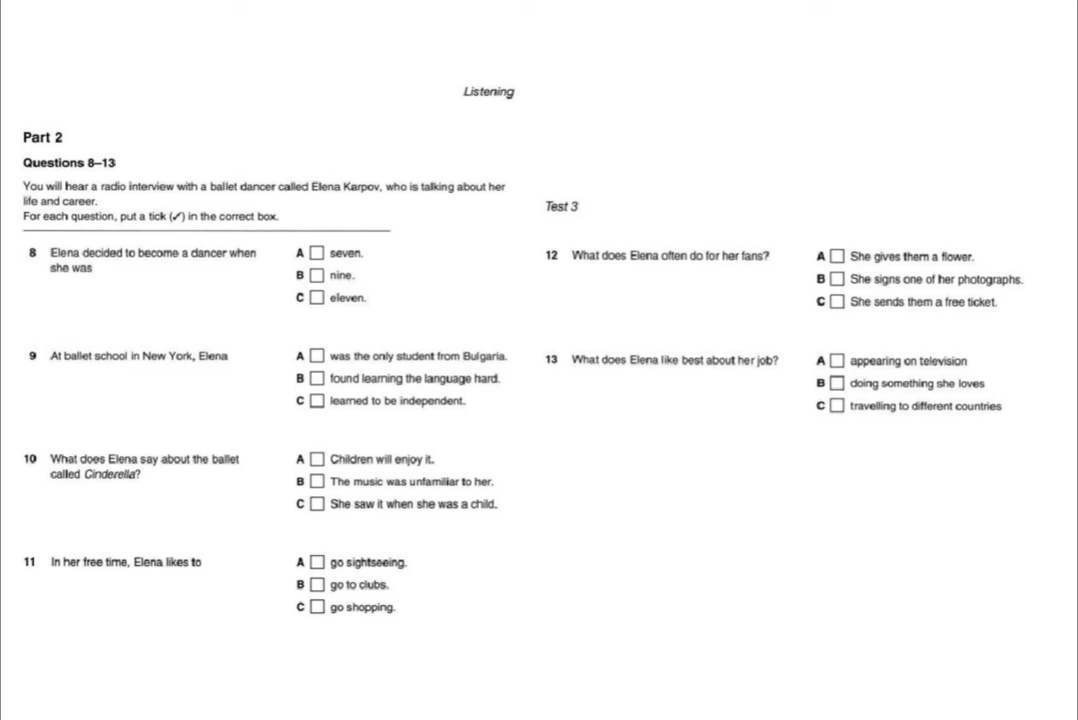 Listening
Part 2
Questions 8–13
You will hear a radio interview with a ballet dancer called Elena Karpov, who is talking about her
life and career.
For each question, put a tick (✓) in the correct box.
8 Elena decided to become a dancer when
she was
A seven.
B nine.
C eleven.
9 At ballet school in New York, Elena
A was the only student from Bulgaria.
B found learning the language hard.
C learned to be independent.
10 What does Elena say about the ballet
called Cinderella?
A Children will enjoy it.
B The music was unfamiliar to her.
C She saw it when she was a child.
11 In her free time, Elena likes to
A go sightseeing.
B go to clubs.
C go shopping.
Test 3
12 What does Elena often do for her fans?
A She gives them a flower.
B She signs one of her photographs.
C She sends them a free ticket.
13 What does Elena like best about her job?
A appearing on television
B doing something she loves
C travelling to different countries